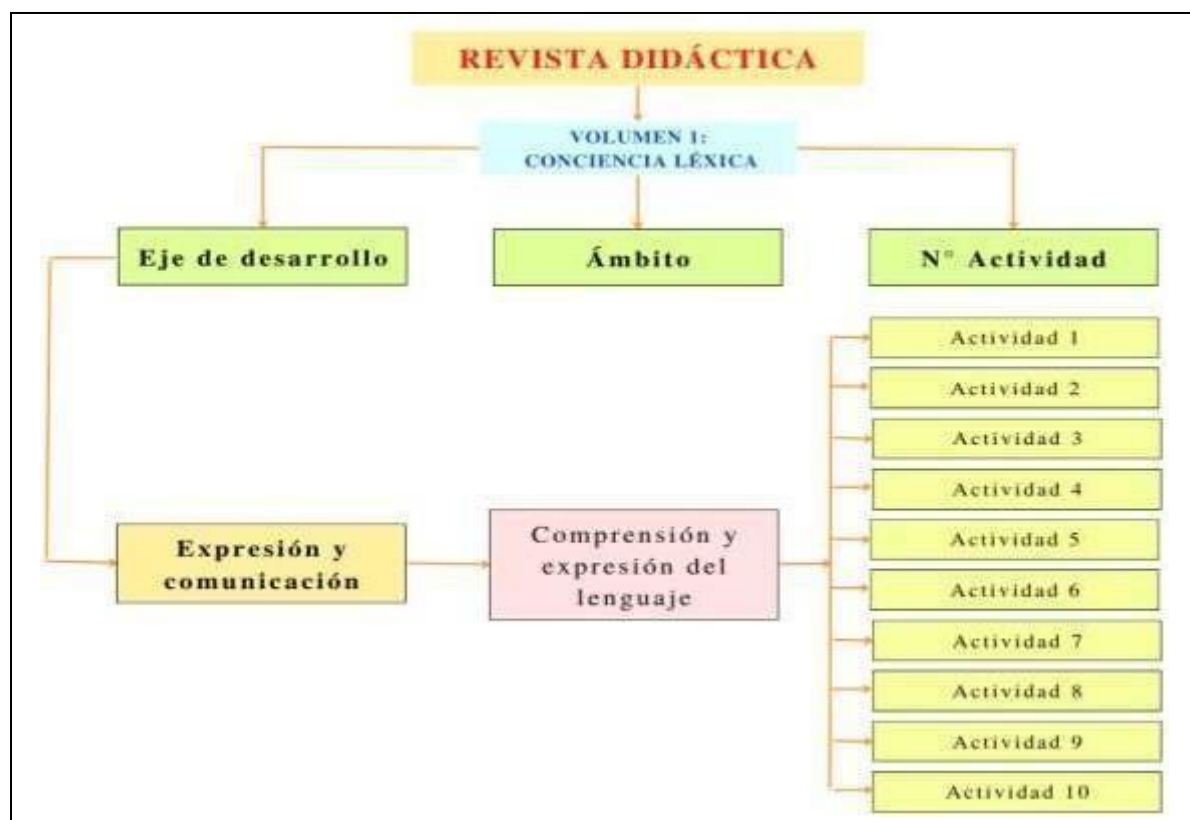 REVISTA DIDÁCTICA
VOLUMEN 1:
CONCIENCIA LÉXICA
Eje de desarrollo
Ámbito
N° Actividad
Expresión y
comunicación
Comprensión y
expresión del
lenguaje
Actividad 1
Actividad 2
Actividad 3
Actividad 4
Actividad 5
Actividad 6
Actividad 7
Actividad 8
Actividad 9
Actividad 10